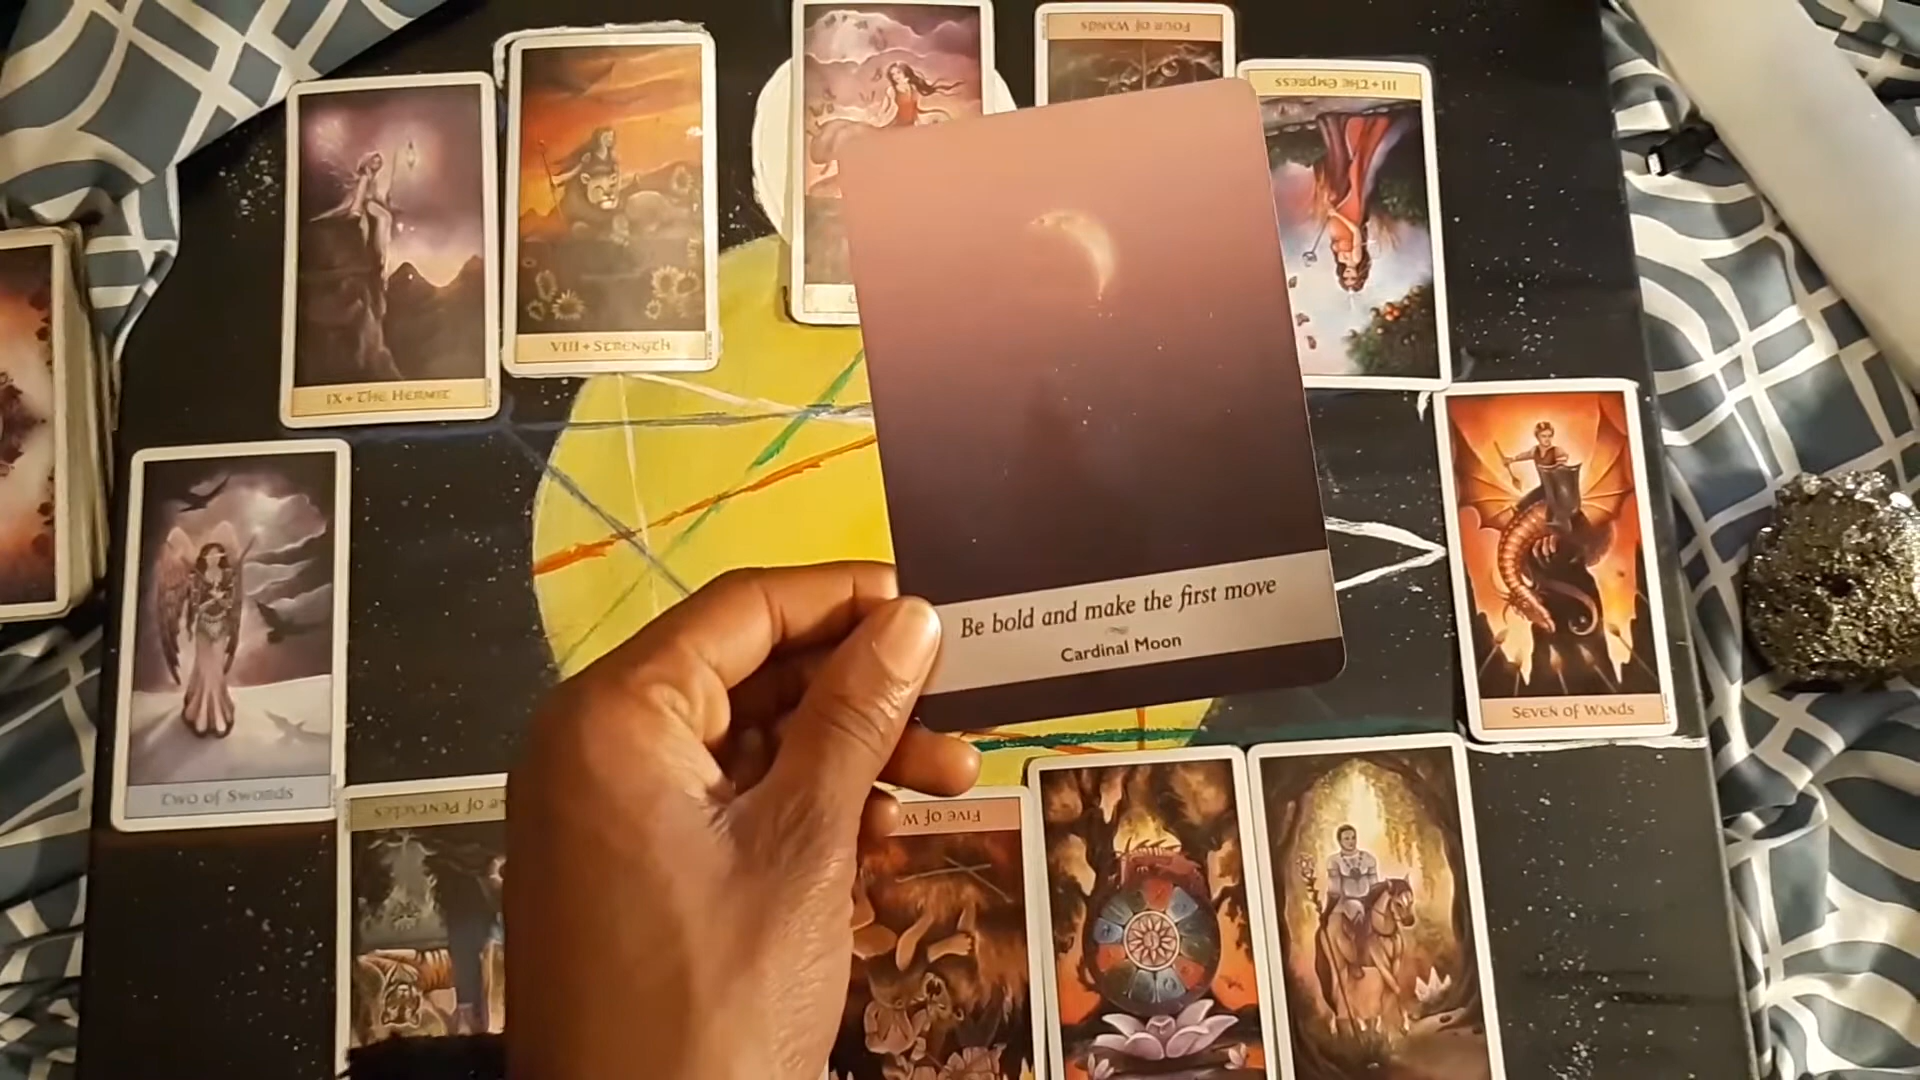 FOUR OF WANDS
III + THE EMPRESS
VIII + STRENGTH
IX + THE HERMIT
Be bold and make the first move
Cardinal Moon
SEVEN OF WANDS
TWO OF SWORDS
OF PENTACLES
FIVE OF W